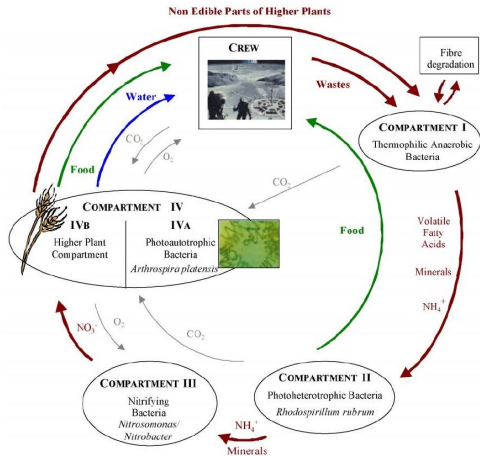 Non Edible Parts of Higher Plants
CREW
Fibre
degradation
Wastes
Water
COMPARTMENT I
Thermophilic Anaerobic
Bacteria
CO2
O2
Food
CO2
COMPARTMENT IV
IVB
Higher Plant
Compartment
IVA
Photoautotrophic
Bacteria
Arthrospira platensis
Food
Volatile
Fatty
Acids
Minerals
NH4+
NO3-
O2
CO2
COMPARTMENT III
Nitrifying
Bacteria
Nitrosomonas/
Nitrobacter
COMPARTMENT II
Photoheterotrophic Bacteria
Rhodospirillum rubrum
NH4+
Minerals